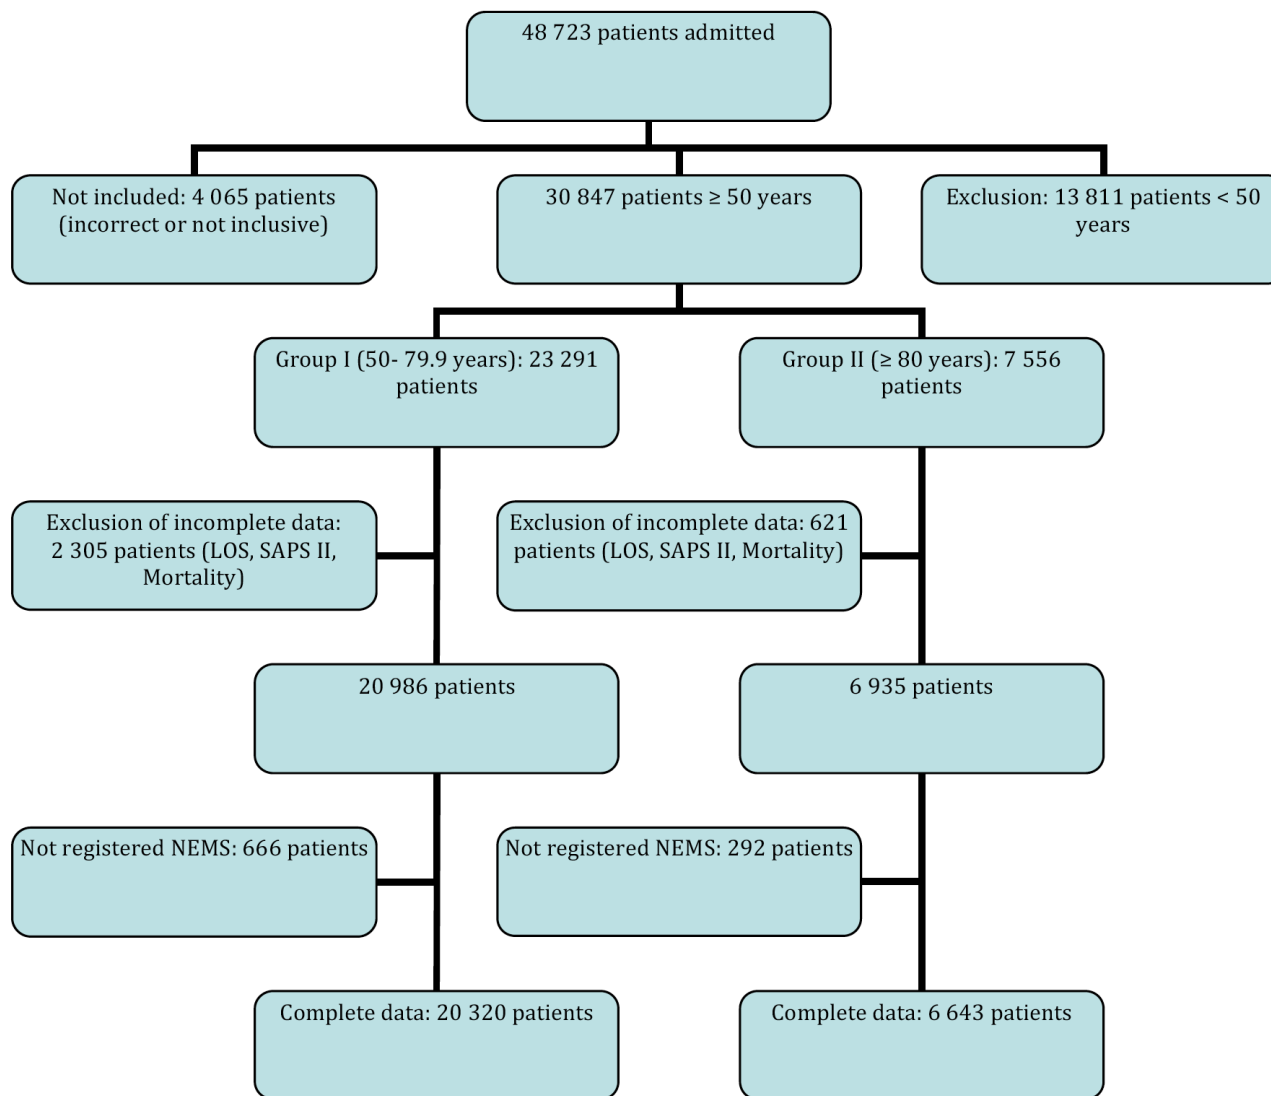 48 723 patients admitted
Not included: 4 065 patients
(incorrect or not inclusive)
30 847 patients ≥ 50 years
Exclusion: 13 811 patients < 50
years
Group I (50- 79.9 years): 23 291
patients
Group II (≥ 80 years): 7 556
patients
Exclusion of incomplete data:
2 305 patients (LOS, SAPS II,
Mortality)
Exclusion of incomplete data: 621
patients (LOS, SAPS II, Mortality)
20 986 patients
6 935 patients
Not registered NEMS: 666 patients
Not registered NEMS: 292 patients
Complete data: 20 320 patients
Complete data: 6 643 patients